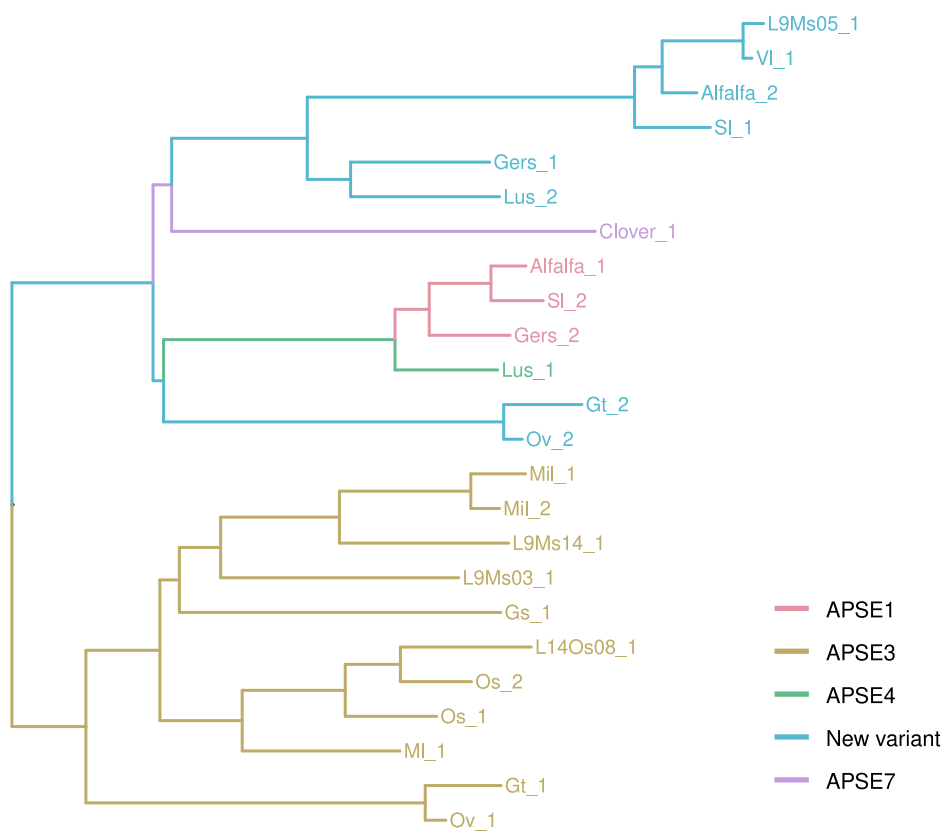 L9Ms05_1
Vl_1
Alfalfa_2
Sl_1
Gers_1
Lus_2
Clover_1
Alfalfa_1
Sl_2
Gers_2
Lus_1
Gt_2
Ov_2
Mil_1
Mil_2
L9Ms14_1
L9Ms03_1
Gs_1
L14Os08_1
Os_2
Os_1
Ml_1
Gt_1
Ov_1
APSE1
APSE3
APSE4
New variant
APSE7